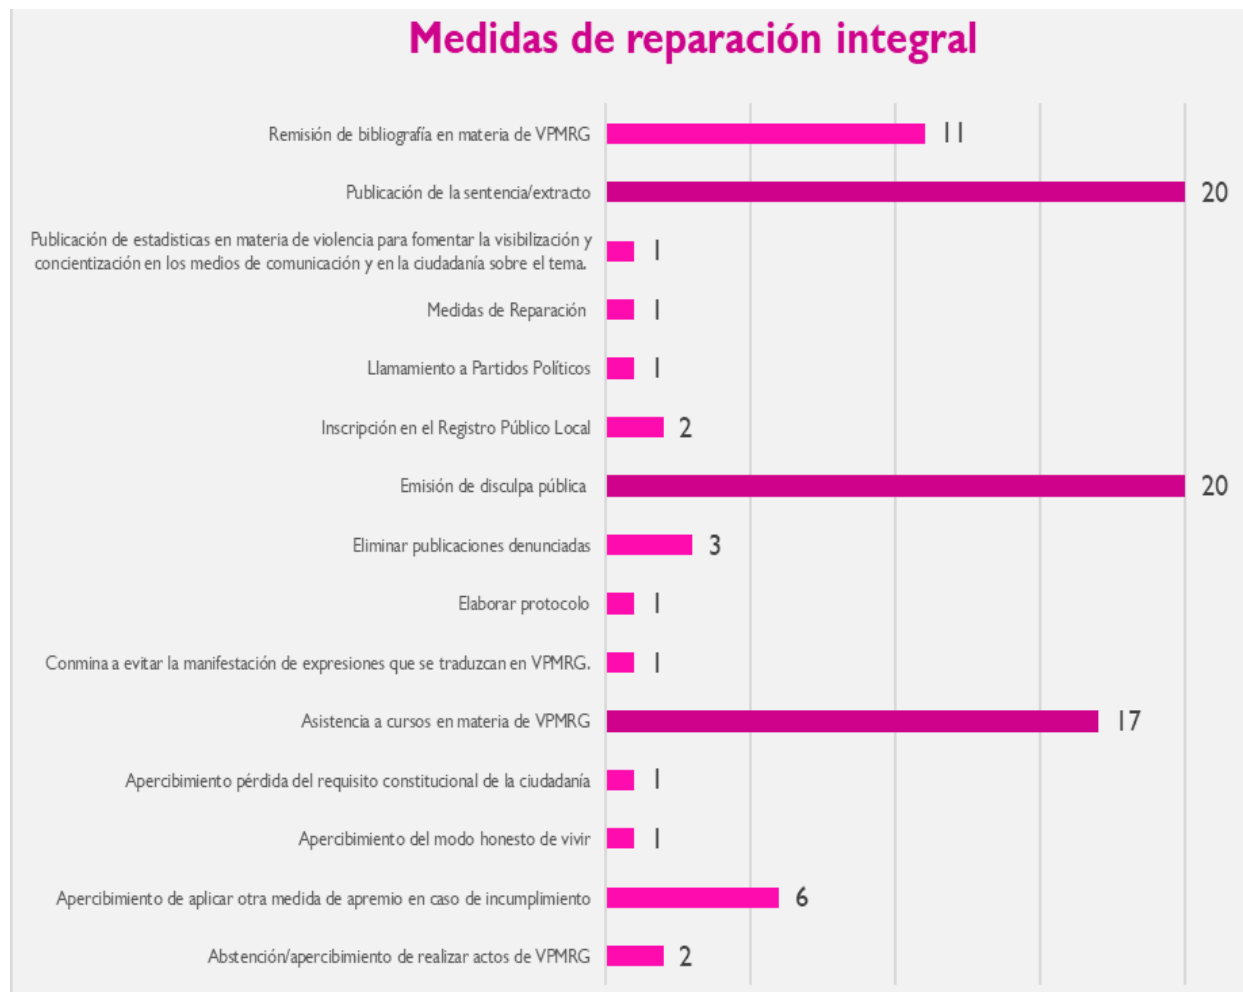 Medidas de reparación integral
Remisión de bibliografía en materia de VPMRG 11
Publicación de la sentencia/extracto 20
Publicación de estadisticas en materia de violencia para fomentar la visibilización y
concientización en los medios de comunicación y en la ciudadanía sobre el tema. 1
Medidas de Reparación 1
Llamamiento a Partidos Políticos 1
Inscripción en el Registro Público Local 2
Emisión de disculpa pública 20
Eliminar publicaciones denunciadas 3
Elaborar protocolo 1
Conmina a evitar la manifestación de expresiones que se traduzcan en VPMRG. 1
Asistencia a cursos en materia de VPMRG 17
Apercibimiento pérdida del requisito constitucional de la ciudadanía 1
Apercibimiento del modo honesto de vivir 1
Apercibimiento de aplicar otra medida de apremio en caso de incumplimiento 6
Abstención/apercibimiento de realizar actos de VPMRG 2